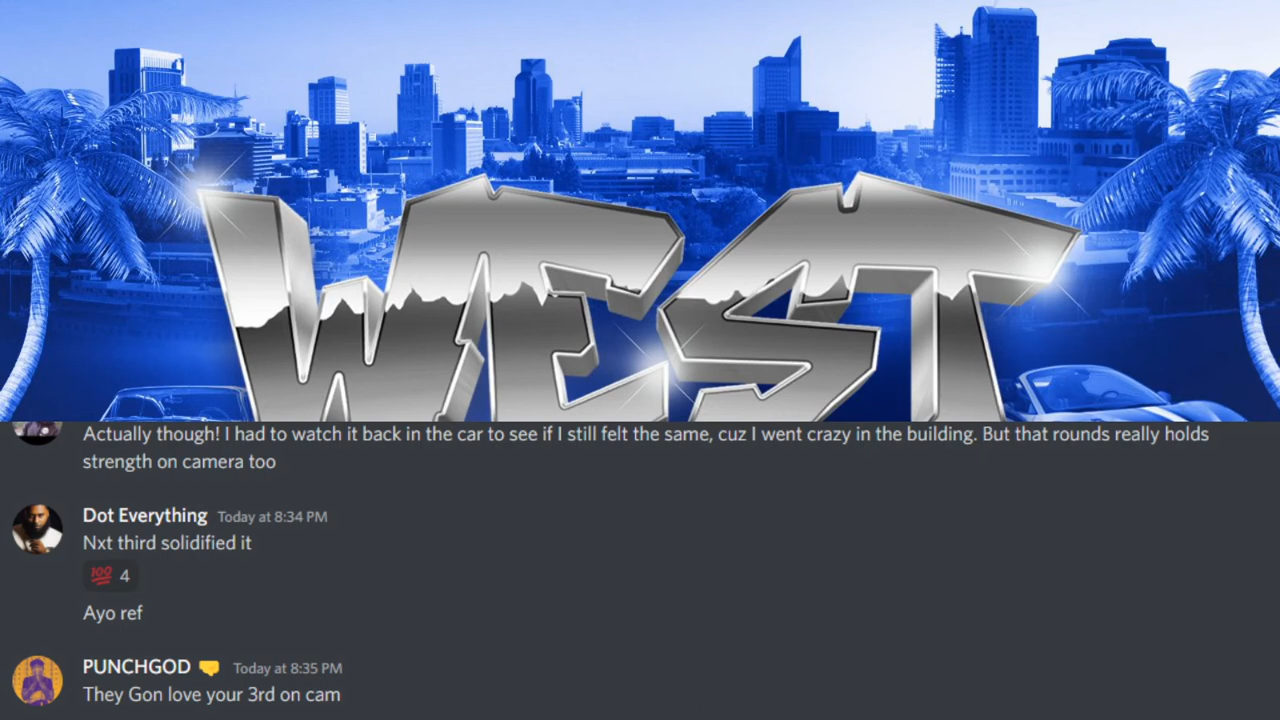 WEST
Actually though! I had to watch it back in the car to see if I still felt the same, cuz I went crazy in the building. But that rounds really holds
strength on camera too
Dot Everything Today at 8:34 PM
Nxt third solidified it
💯 4
Ayo ref
PUNCHGOD 🤜 Today at 8:35 PM
They Gon love your 3rd on cam